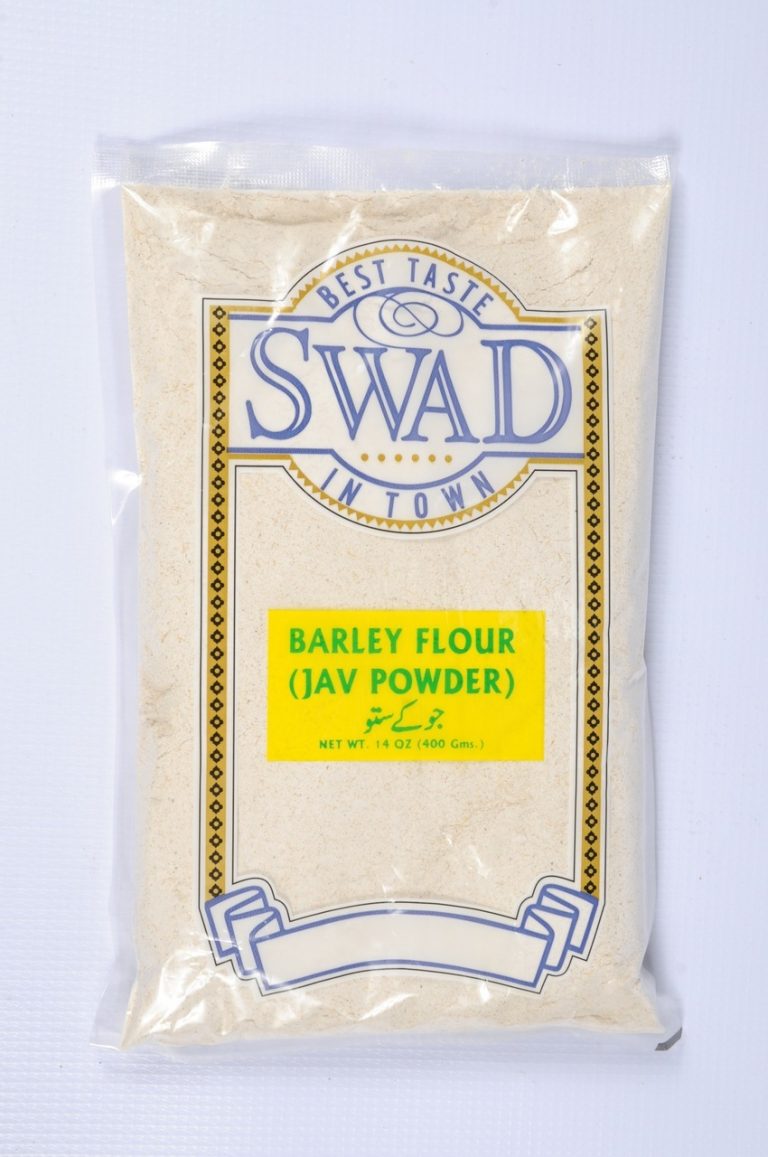 BEST TASTE
SWAD
IN TOWN
BARLEY FLOUR
(JAV POWDER)
جو کے ستو
NET WT. 14 OZ (400 Gms.)